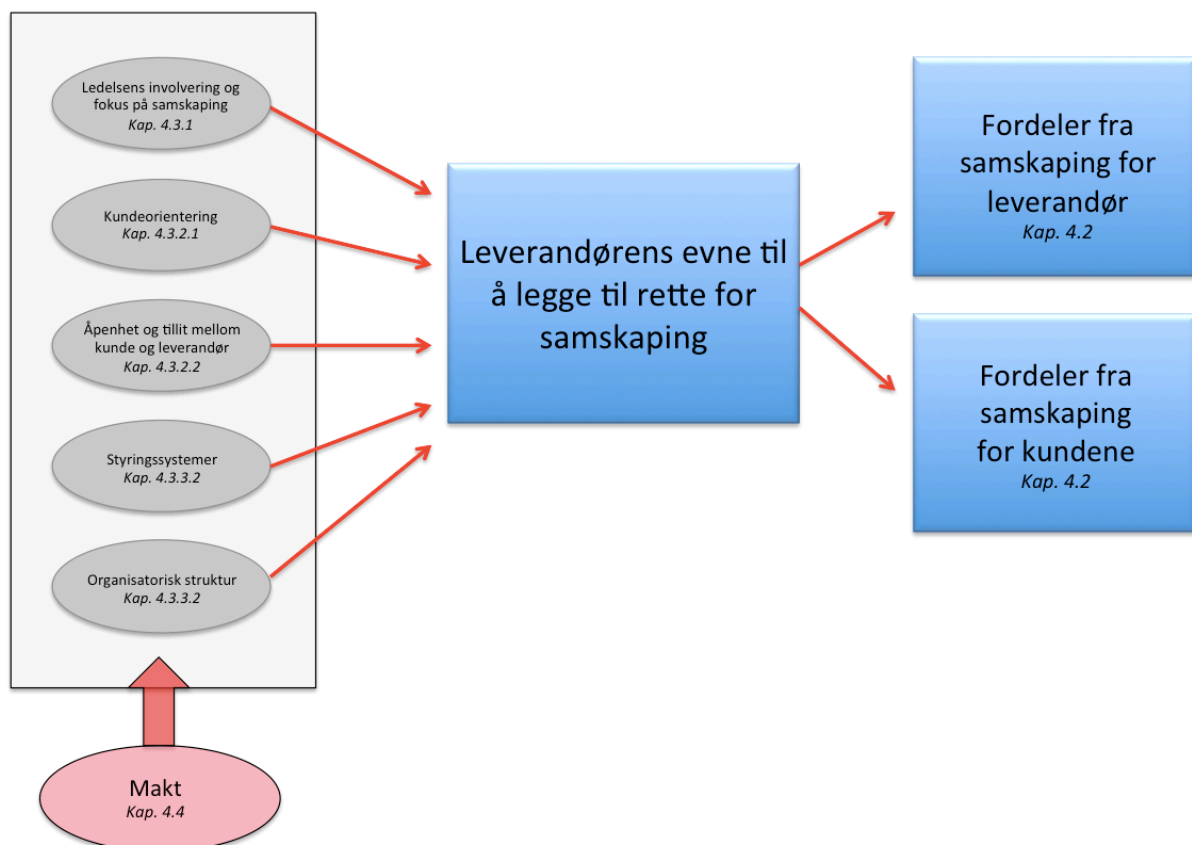 Ledelsens involvering og
fokus på samskaping
Kap. 4.3.1
Kundeorientering
Kap. 4.3.2.1
Åpenhet og tillit mellom
kunde og leverandør
Kap. 4.3.2.2
Styringssystemer
Kap. 4.3.3.2
Organisatorisk struktur
Kap. 4.3.3.2
Makt
Kap. 4.4
Leverandørens evne til
å legge til rette for
samskaping
Fordeler fra
samskaping for
leverandør
Kap. 4.2
Fordeler fra
samskaping
for kundene
Kap. 4.2